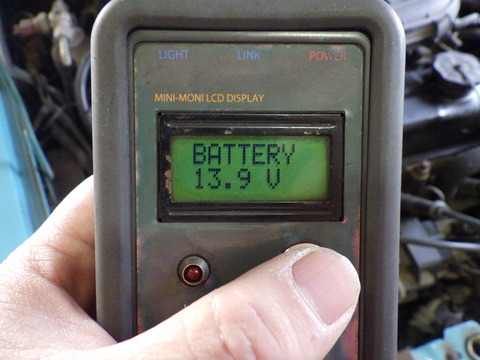 LIGHT LINK POWER
MINI-MONI LCD DISPLAY
BATTERY
13.9 V